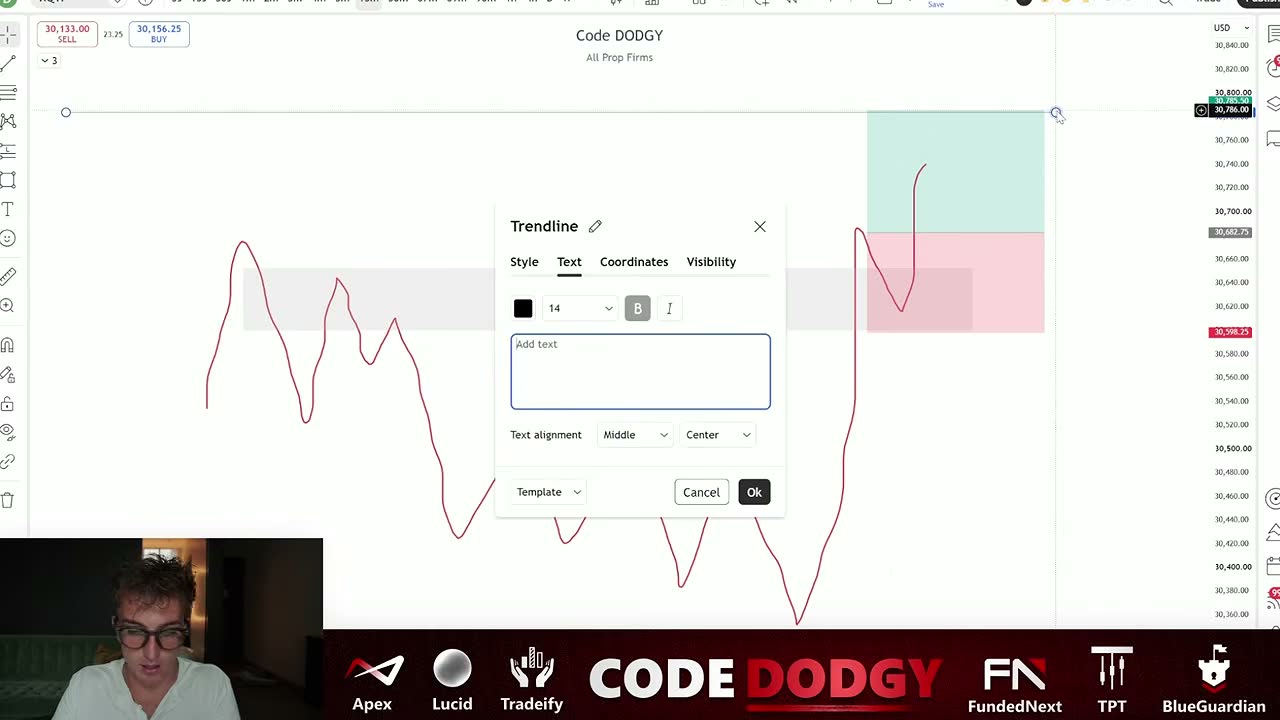 Save
30,133.00
SELL
23.25
30,156.25
BUY
3
Code DODGY
All Prop Firms
USD
30,840.00
30,820.00
30,800.00
30,785.50
30,786.00
30,760.00
30,740.00
30,720.00
30,700.00
30,682.75
30,660.00
30,640.00
30,620.00
30,598.25
30,580.00
30,560.00
30,540.00
30,520.00
30,500.00
30,480.00
30,460.00
30,440.00
30,420.00
30,400.00
30,380.00
30,360.00
Trendline
Style
Text
Coordinates
Visibility
14
B
I
Add text
Text alignment
Middle
Center
Template
Cancel
Ok
Apex
Lucid
Tradeify
CODE DODGY
FN
FundedNext
TPT
BlueGuardian